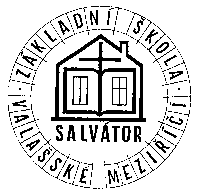 ZÁKLADNÍ ŠKOLA
SALVÁTOR
VALAŠSKÉ MEZIŘÍČÍ